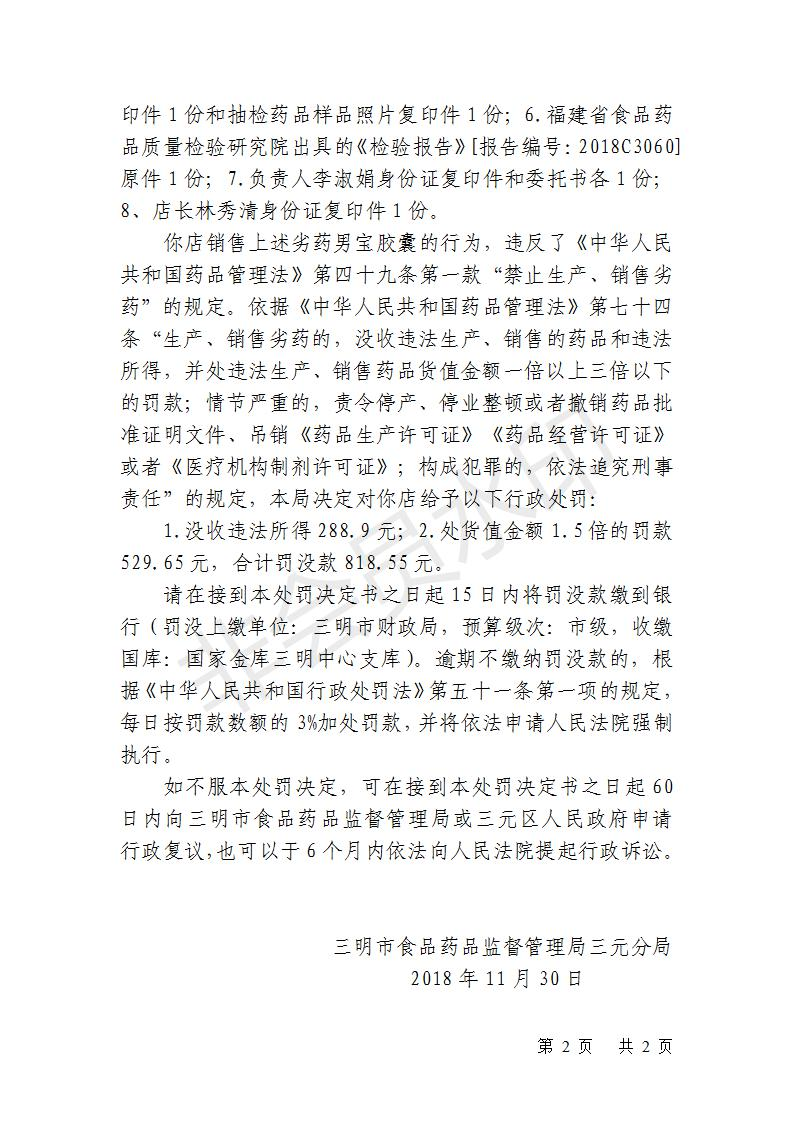 印件 1 份和抽检药品样品照片复印件 1 份；6.福建省食品药
品质量检验研究院出具的《检验报告》[报告编号：2018C3060]
原件 1 份；7.负责人李淑娟身份证复印件和委托书各 1 份；
8、店长林秀清身份证复印件 1 份。
你店销售上述劣药男宝胶囊的行为，违反了《中华人民
共和国药品管理法》第四十九条第一款“禁止生产、销售劣
药”的规定。依据《中华人民共和国药品管理法》第七十四
条“生产、销售劣药的，没收违法生产、销售的药品和违法
所得，并处违法生产、销售药品货值金额一倍以上三倍以下
的罚款；情节严重的，责令停产、停业整顿或者撤销药品批
准证明文件、吊销《药品生产许可证》《药品经营许可证》
或者《医疗机构制剂许可证》；构成犯罪的，依法追究刑事
责任”的规定，本局决定对你店给予以下行政处罚：
1.没收违法所得 288.9 元；2.处货值金额 1.5 倍的罚款
529.65 元，合计罚没款 818.55 元。
请在接到本处罚决定书之日起 15 日内将罚没款缴到银
行（罚没上缴单位：三明市财政局，预算级次：市级，收缴
国库：国家金库三明中心支库）。逾期不缴纳罚没款的，根
据《中华人民共和国行政处罚法》第五十一条第一项的规定，
每日按罚款数额的 3%加处罚款，并将依法申请人民法院强制
执行。
如不服本处罚决定，可在接到本处罚决定书之日起 60
日内向三明市食品药品监督管理局或三元区人民政府申请
行政复议，也可以于 6 个月内依法向人民法院提起行政诉讼。
三明市食品药品监督管理局三元分局
2018 年 11 月 30 日
第 2 页 共 2 页
非会员水印